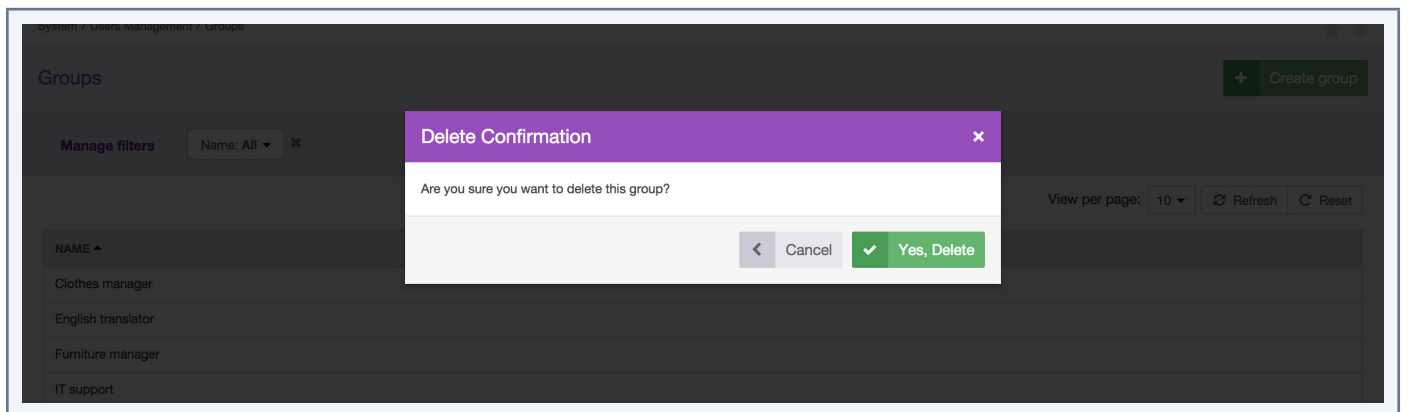 System / Users Management / Groups
Groups
Create group
Manage filters
Name: All
Delete Confirmation
Are you sure you want to delete this group?
Cancel
Yes, Delete
View per page: 10
Refresh
Reset
NAME
Clothes manager
English translator
Furniture manager
IT support